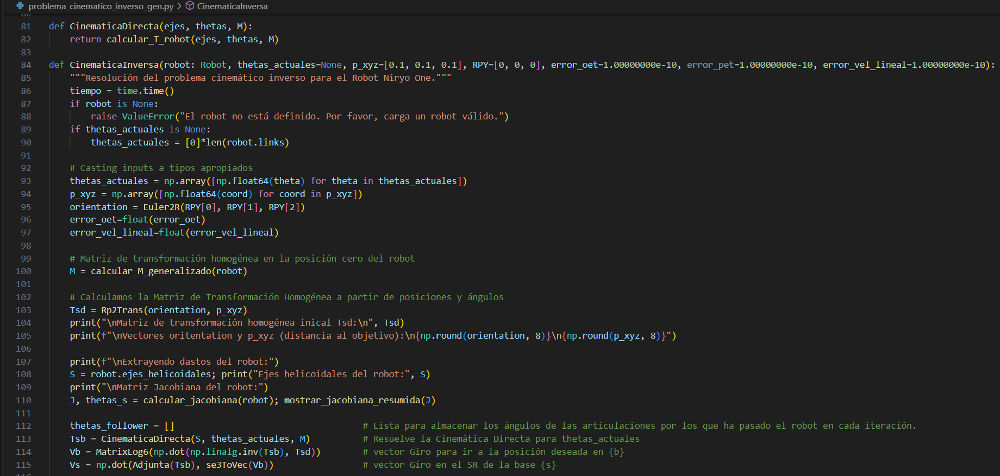 problema_cinematico_inverso_gen.py > CinematicaInversa
81 def CinematicaDirecta(ejes, thetas, M):
82     return calcular_T_robot(ejes, thetas, M)
83
84 def CinematicaInversa(robot: Robot, thetas_actuales=None, p_xyz=[0.1, 0.1, 0.1], RPY=[0, 0, 0], error_oet=1.00000000e-10, error_pet=1.00000000e-10, error_vel_lineal=1.00000000e-10):
85     """Resolución del problema cinemático inverso para el Robot Niryo One."""
86     tiempo = time.time()
87     if robot is None:
88         raise ValueError("El robot no está definido. Por favor, carga un robot válido.")
89     if thetas_actuales is None:
90         thetas_actuales = [0]*len(robot.links)
91
92     # Casting inputs a tipos apropiados
93     thetas_actuales = np.array([np.float64(theta) for theta in thetas_actuales])
94     p_xyz = np.array([np.float64(coord) for coord in p_xyz])
95     orientation = Euler2R(RPY[0], RPY[1], RPY[2])
96     error_oet=float(error_oet)
97     error_vel_lineal=float(error_vel_lineal)
98
99     # Matriz de transformación homogénea en la posición cero del robot
100     M = calcular_M_generalizado(robot)
101
102     # Calculamos la Matriz de Transformación Homogénea a partir de posiciones y ángulos
103     Tsd = Rp2Trans(orientation, p_xyz)
104     print("\nMatriz de transformación homogénea inical Tsd:\n", Tsd)
105     print(f"\nVectores oritentation y p_xyz (distancia al objetivo):\n{np.round(orientation, 8)}\n{np.round(p_xyz, 8)}")
106
107     print(f"\nExtrayendo dastos del robot:")
108     S = robot.ejes_helicoidales; print("Ejes helicoidales del robot:", S)
109     print("\nMatriz Jacobiana del robot:")
110     J, thetas_s = calcular_jacobiana(robot); mostrar_jacobiana_resumida(J)
111
112     thetas_follower = []                                    # Lista para almacenar los ángulos de las articulaciones por los que ha pasado el robot en cada iteración.
113     Tsb = CinematicaDirecta(S, thetas_actuales, M)          # Resuelve la Cinemática Directa para thetas_actuales
114     Vb = MatrixLog6(np.dot(np.linalg.inv(Tsb), Tsd))        # vector Giro para ir a la posición deseada en {b}
115     Vs = np.dot(Adjunta(Tsb), se3ToVec(Vb))                 # vector Giro en el SR de la base {s}